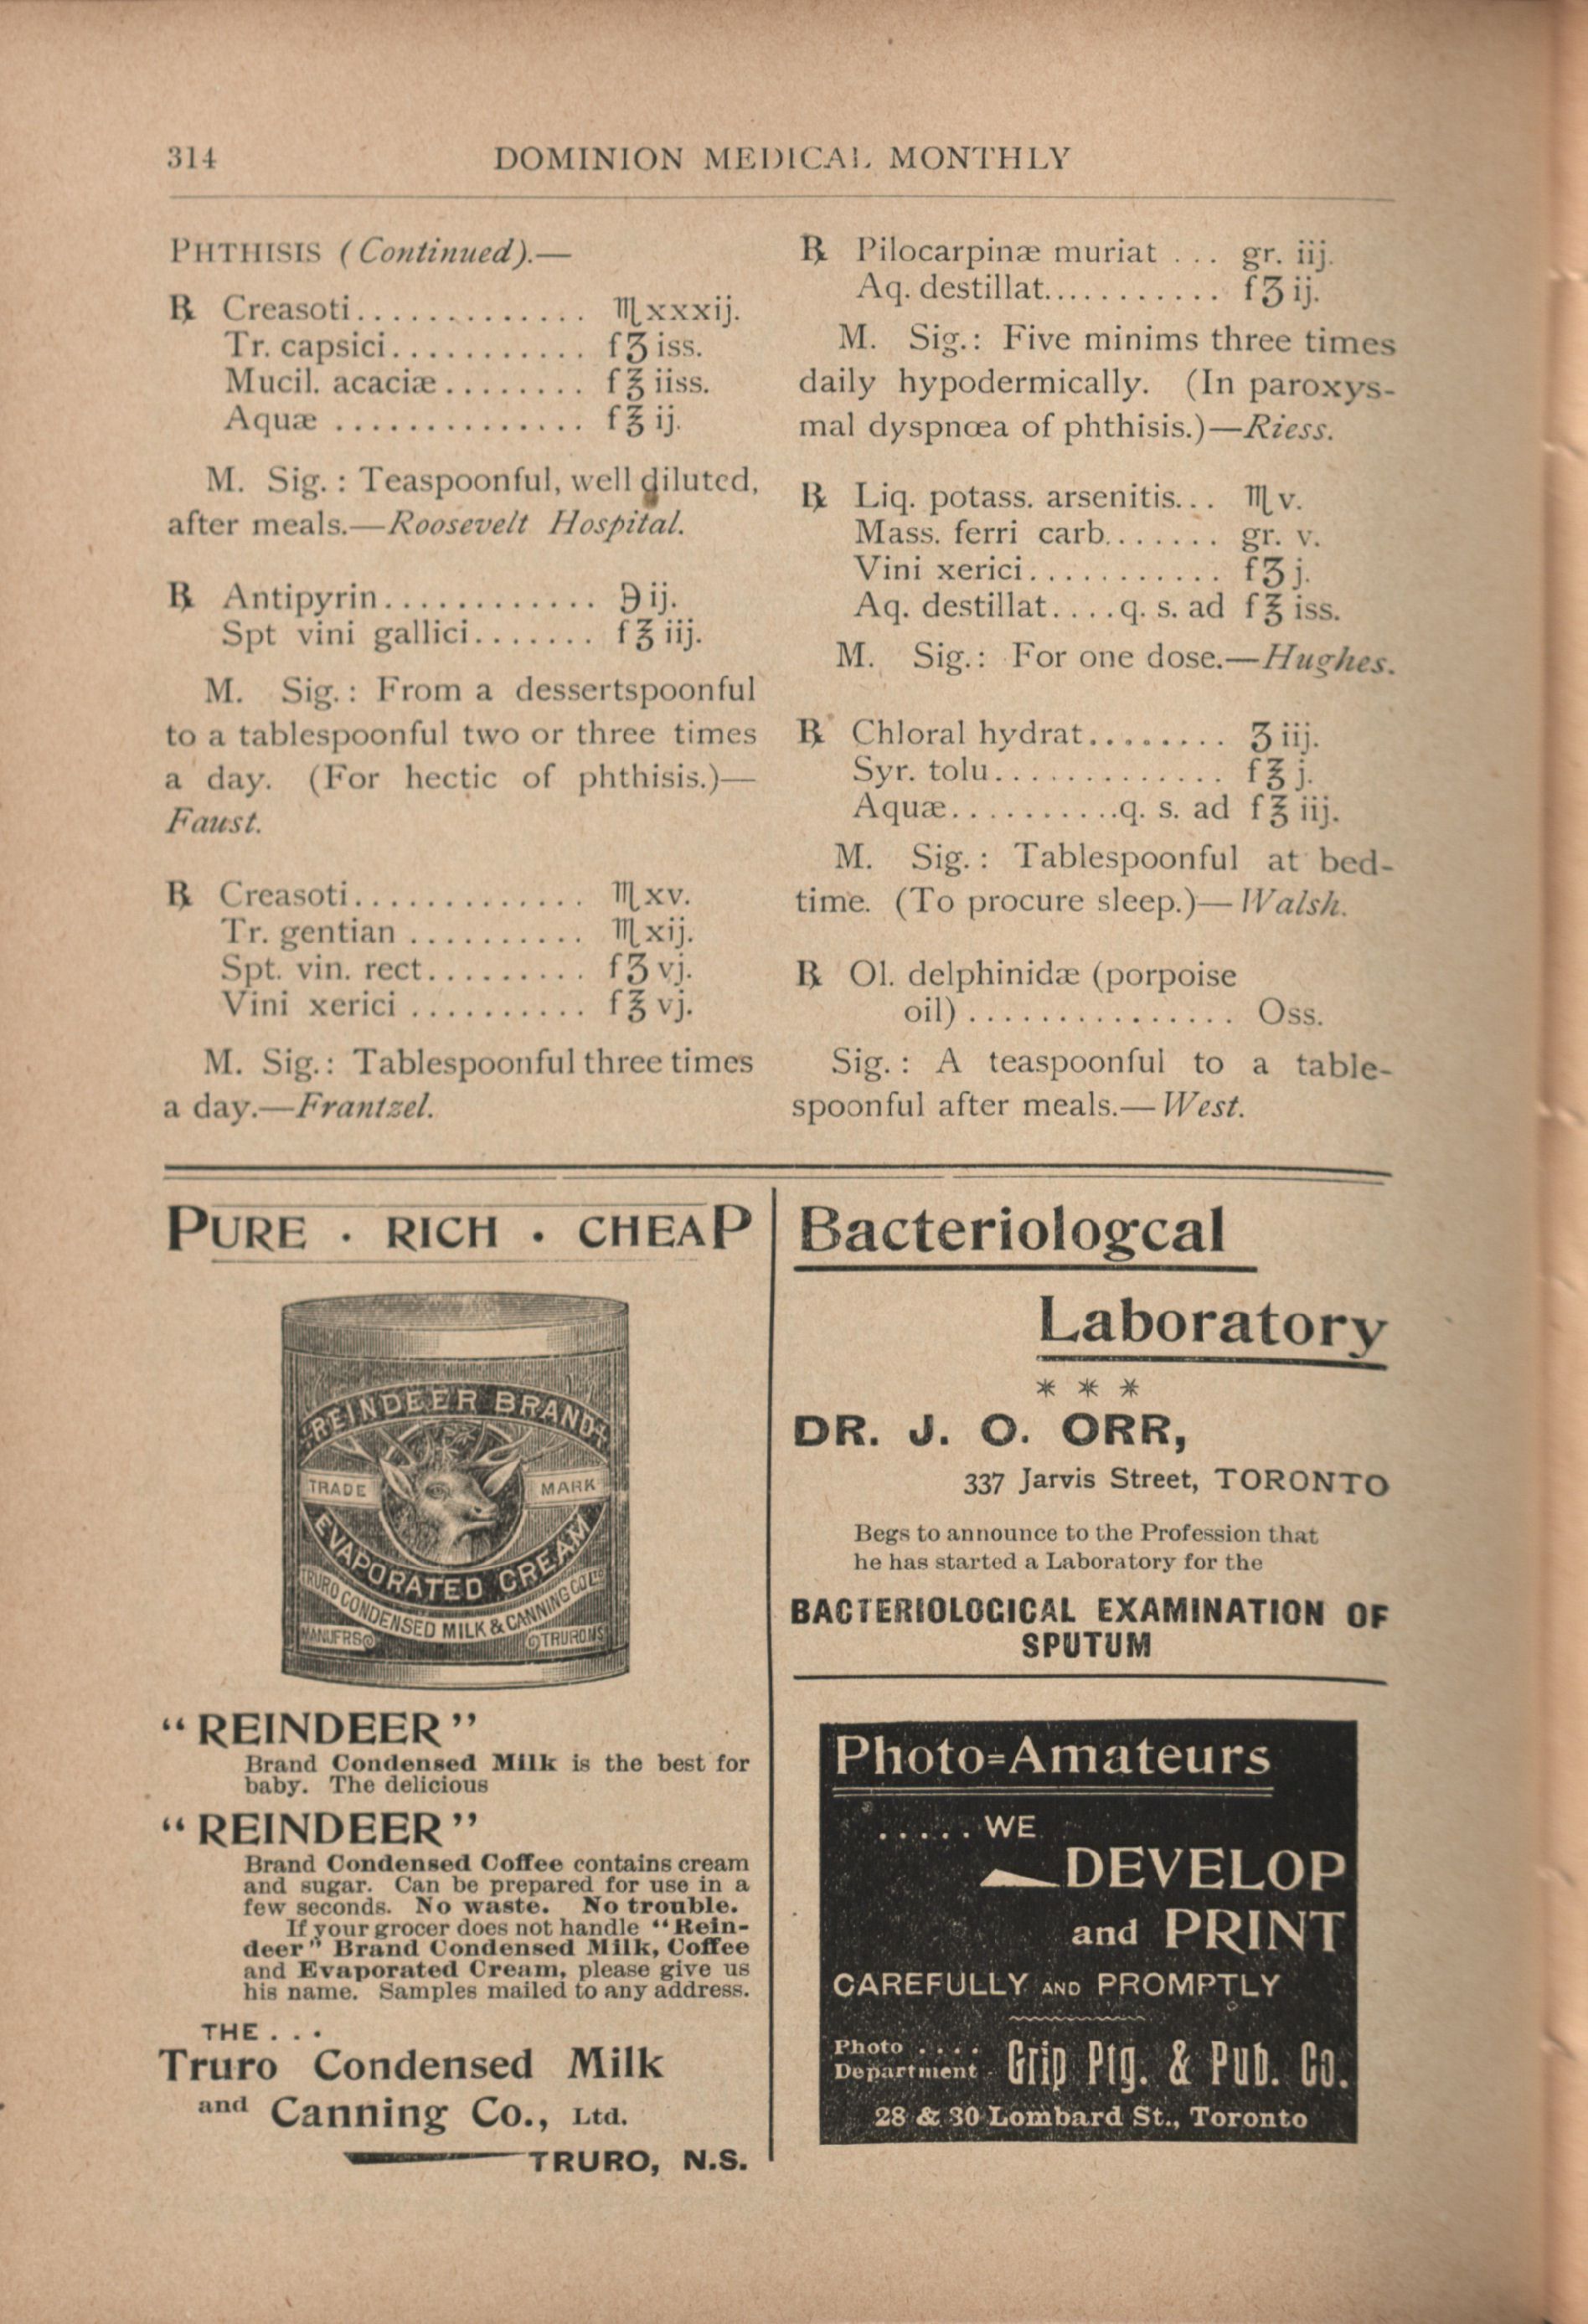 314 DOMINION MEDICAL MONTHLY
PHTHISIS (Continued).—
℞ Creasoti............. ♏xxxij.
Tr. capsici........... fʒiss.
Mucil. acaciæ........ f℥iiss.
Aquæ .............. f℥ij.
M. Sig.: Teaspoonful, well diluted,
after meals.—Roosevelt Hospital.
℞ Antipyrin............ ℈ij.
Spt vini gallici....... f℥iij.
M. Sig.: From a dessertspoonful
to a tablespoonful two or three times
a day. (For hectic of phthisis.)—
Faust.
℞ Creasoti............. ♏xv.
Tr. gentian .......... ♏xij.
Spt. vin. rect......... fʒvj.
Vini xerici .......... f℥vj.
M. Sig.: Tablespoonful three times
a day.—Frantzel.
℞ Pilocarpinæ muriat ... gr. iij.
Aq. destillat........... fʒij.
M. Sig.: Five minims three times
daily hypodermically. (In paroxys-
mal dyspnœa of phthisis.)—Riess.
℞ Liq. potass. arsenitis... ♏v.
Mass. ferri carb....... gr. v.
Vini xerici........... fʒj.
Aq. destillat....q. s. ad f℥iss.
M. Sig.: For one dose.—Hughes.
℞ Chloral hydrat........ ʒiij.
Syr. tolu............. f℥j.
Aquæ..........q. s. ad f℥iij.
M. Sig.: Tablespoonful at bed-
time. (To procure sleep.)—Walsh.
℞ Ol. delphinidæ (porpoise
oil)............... Oss.
Sig.: A teaspoonful to a table-
spoonful after meals.—West.
PURE · RICH · CHEAP
REINDEER BRAND
TRADE MARK
EVAPORATED CREAM
TRURO CONDENSED MILK & CANNING CO LTD
MANUFRS TRURO N.S.
"REINDEER"
Brand Condensed Milk is the best for
baby. The delicious
"REINDEER"
Brand Condensed Coffee contains cream
and sugar. Can be prepared for use in a
few seconds. No waste. No trouble.
If your grocer does not handle "Rein-
deer" Brand Condensed Milk, Coffee
and Evaporated Cream, please give us
his name. Samples mailed to any address.
THE...
Truro Condensed Milk
and Canning Co., Ltd.
TRURO, N.S.
Bacteriologcal
Laboratory
* * *
DR. J. O. ORR,
337 Jarvis Street, TORONTO
Begs to announce to the Profession that
he has started a Laboratory for the
BACTERIOLOGICAL EXAMINATION OF
SPUTUM
Photo=Amateurs
.....WE
DEVELOP
and PRINT
CAREFULLY AND PROMPTLY
Photo ....
Department. Grip Ptg. & Pub. Co.
28 & 30 Lombard St., Toronto